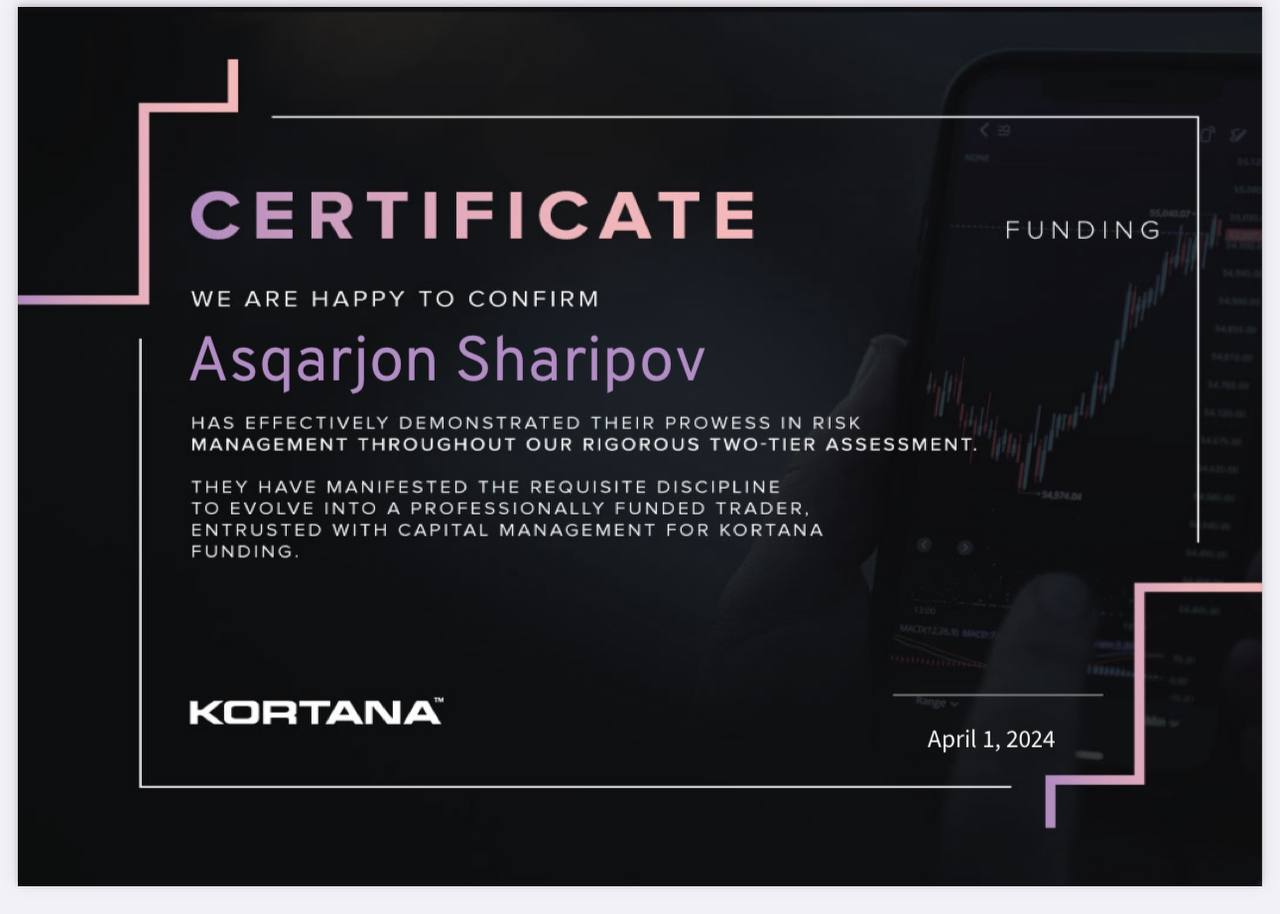 CERTIFICATE
FUNDING
WE ARE HAPPY TO CONFIRM
Asqarjon Sharipov
HAS EFFECTIVELY DEMONSTRATED THEIR PROWESS IN RISK
MANAGEMENT THROUGHOUT OUR RIGOROUS TWO-TIER ASSESSMENT.
THEY HAVE MANIFESTED THE REQUISITE DISCIPLINE
TO EVOLVE INTO A PROFESSIONALLY FUNDED TRADER,
ENTRUSTED WITH CAPITAL MANAGEMENT FOR KORTANA
FUNDING.
Range
KORTANA™
April 1, 2024